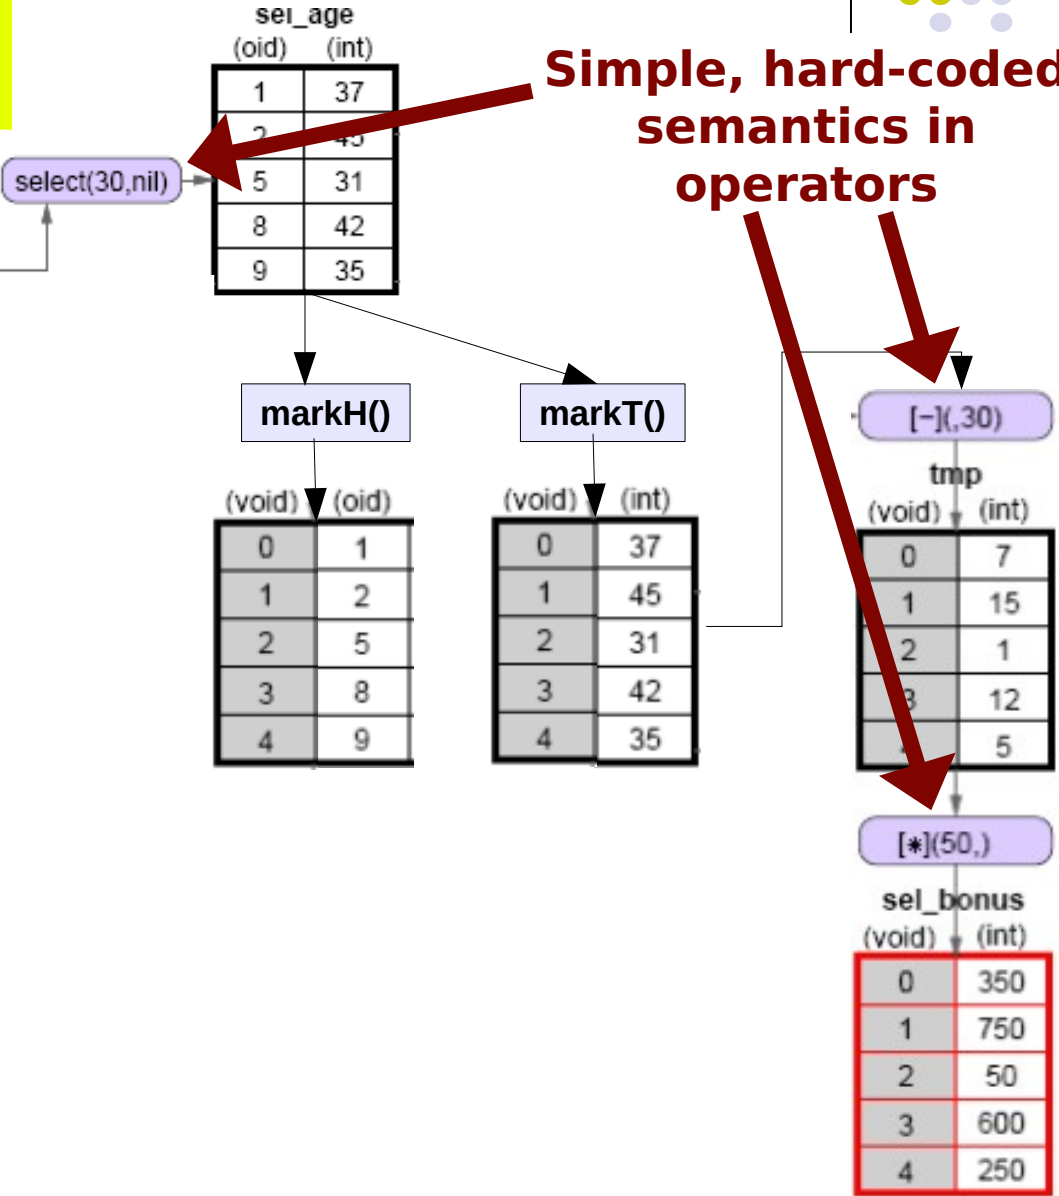 sel_age
(oid) (int)
1 37
2 45
5 31
8 42
9 35
Simple, hard-coded
semantics in
operators
select(30,nil)
markH()
markT()
(void) (oid)
0 1
1 2
2 5
3 8
4 9
(void) (int)
0 37
1 45
2 31
3 42
4 35
[−](,30)
tmp
(void) (int)
0 7
1 15
2 1
3 12
5
[*](50,)
sel_bonus
(void) (int)
0 350
1 750
2 50
3 600
4 250